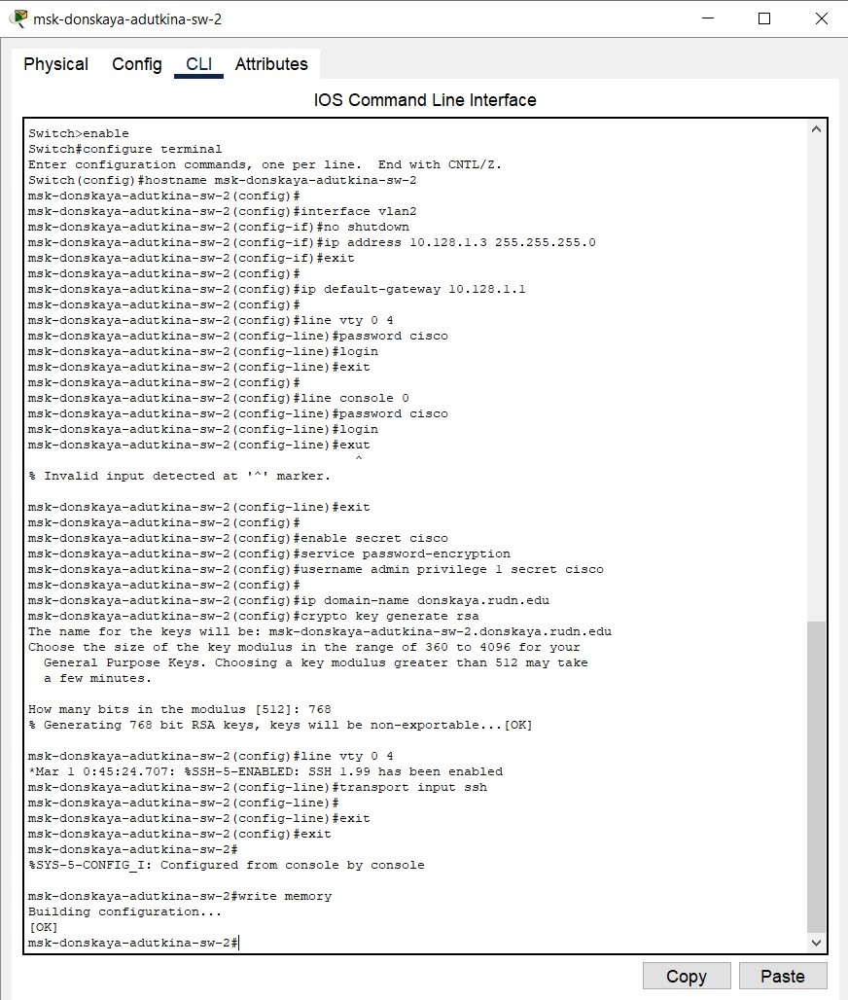 msk-donskaya-adutkina-sw-2
Physical Config CLI Attributes
IOS Command Line Interface
Switch>enable
Switch#configure terminal
Enter configuration commands, one per line.  End with CNTL/Z.
Switch(config)#hostname msk-donskaya-adutkina-sw-2
msk-donskaya-adutkina-sw-2(config)#
msk-donskaya-adutkina-sw-2(config)#interface vlan2
msk-donskaya-adutkina-sw-2(config-if)#no shutdown
msk-donskaya-adutkina-sw-2(config-if)#ip address 10.128.1.3 255.255.255.0
msk-donskaya-adutkina-sw-2(config-if)#exit
msk-donskaya-adutkina-sw-2(config)#
msk-donskaya-adutkina-sw-2(config)#ip default-gateway 10.128.1.1
msk-donskaya-adutkina-sw-2(config)#
msk-donskaya-adutkina-sw-2(config)#line vty 0 4
msk-donskaya-adutkina-sw-2(config-line)#password cisco
msk-donskaya-adutkina-sw-2(config-line)#login
msk-donskaya-adutkina-sw-2(config-line)#exit
msk-donskaya-adutkina-sw-2(config)#
msk-donskaya-adutkina-sw-2(config)#line console 0
msk-donskaya-adutkina-sw-2(config-line)#password cisco
msk-donskaya-adutkina-sw-2(config-line)#login
msk-donskaya-adutkina-sw-2(config-line)#exut
^
% Invalid input detected at '^' marker.
msk-donskaya-adutkina-sw-2(config-line)#exit
msk-donskaya-adutkina-sw-2(config)#
msk-donskaya-adutkina-sw-2(config)#enable secret cisco
msk-donskaya-adutkina-sw-2(config)#service password-encryption
msk-donskaya-adutkina-sw-2(config)#username admin privilege 1 secret cisco
msk-donskaya-adutkina-sw-2(config)#
msk-donskaya-adutkina-sw-2(config)#ip domain-name donskaya.rudn.edu
msk-donskaya-adutkina-sw-2(config)#crypto key generate rsa
The name for the keys will be: msk-donskaya-adutkina-sw-2.donskaya.rudn.edu
Choose the size of the key modulus in the range of 360 to 4096 for your
General Purpose Keys. Choosing a key modulus greater than 512 may take
a few minutes.
How many bits in the modulus [512]: 768
% Generating 768 bit RSA keys, keys will be non-exportable...[OK]
msk-donskaya-adutkina-sw-2(config)#line vty 0 4
*Mar 1 0:45:24.707: %SSH-5-ENABLED: SSH 1.99 has been enabled
msk-donskaya-adutkina-sw-2(config-line)#transport input ssh
msk-donskaya-adutkina-sw-2(config-line)#
msk-donskaya-adutkina-sw-2(config-line)#exit
msk-donskaya-adutkina-sw-2(config)#exit
msk-donskaya-adutkina-sw-2#
%SYS-5-CONFIG_I: Configured from console by console
msk-donskaya-adutkina-sw-2#write memory
Building configuration...
[OK]
msk-donskaya-adutkina-sw-2#
Copy Paste